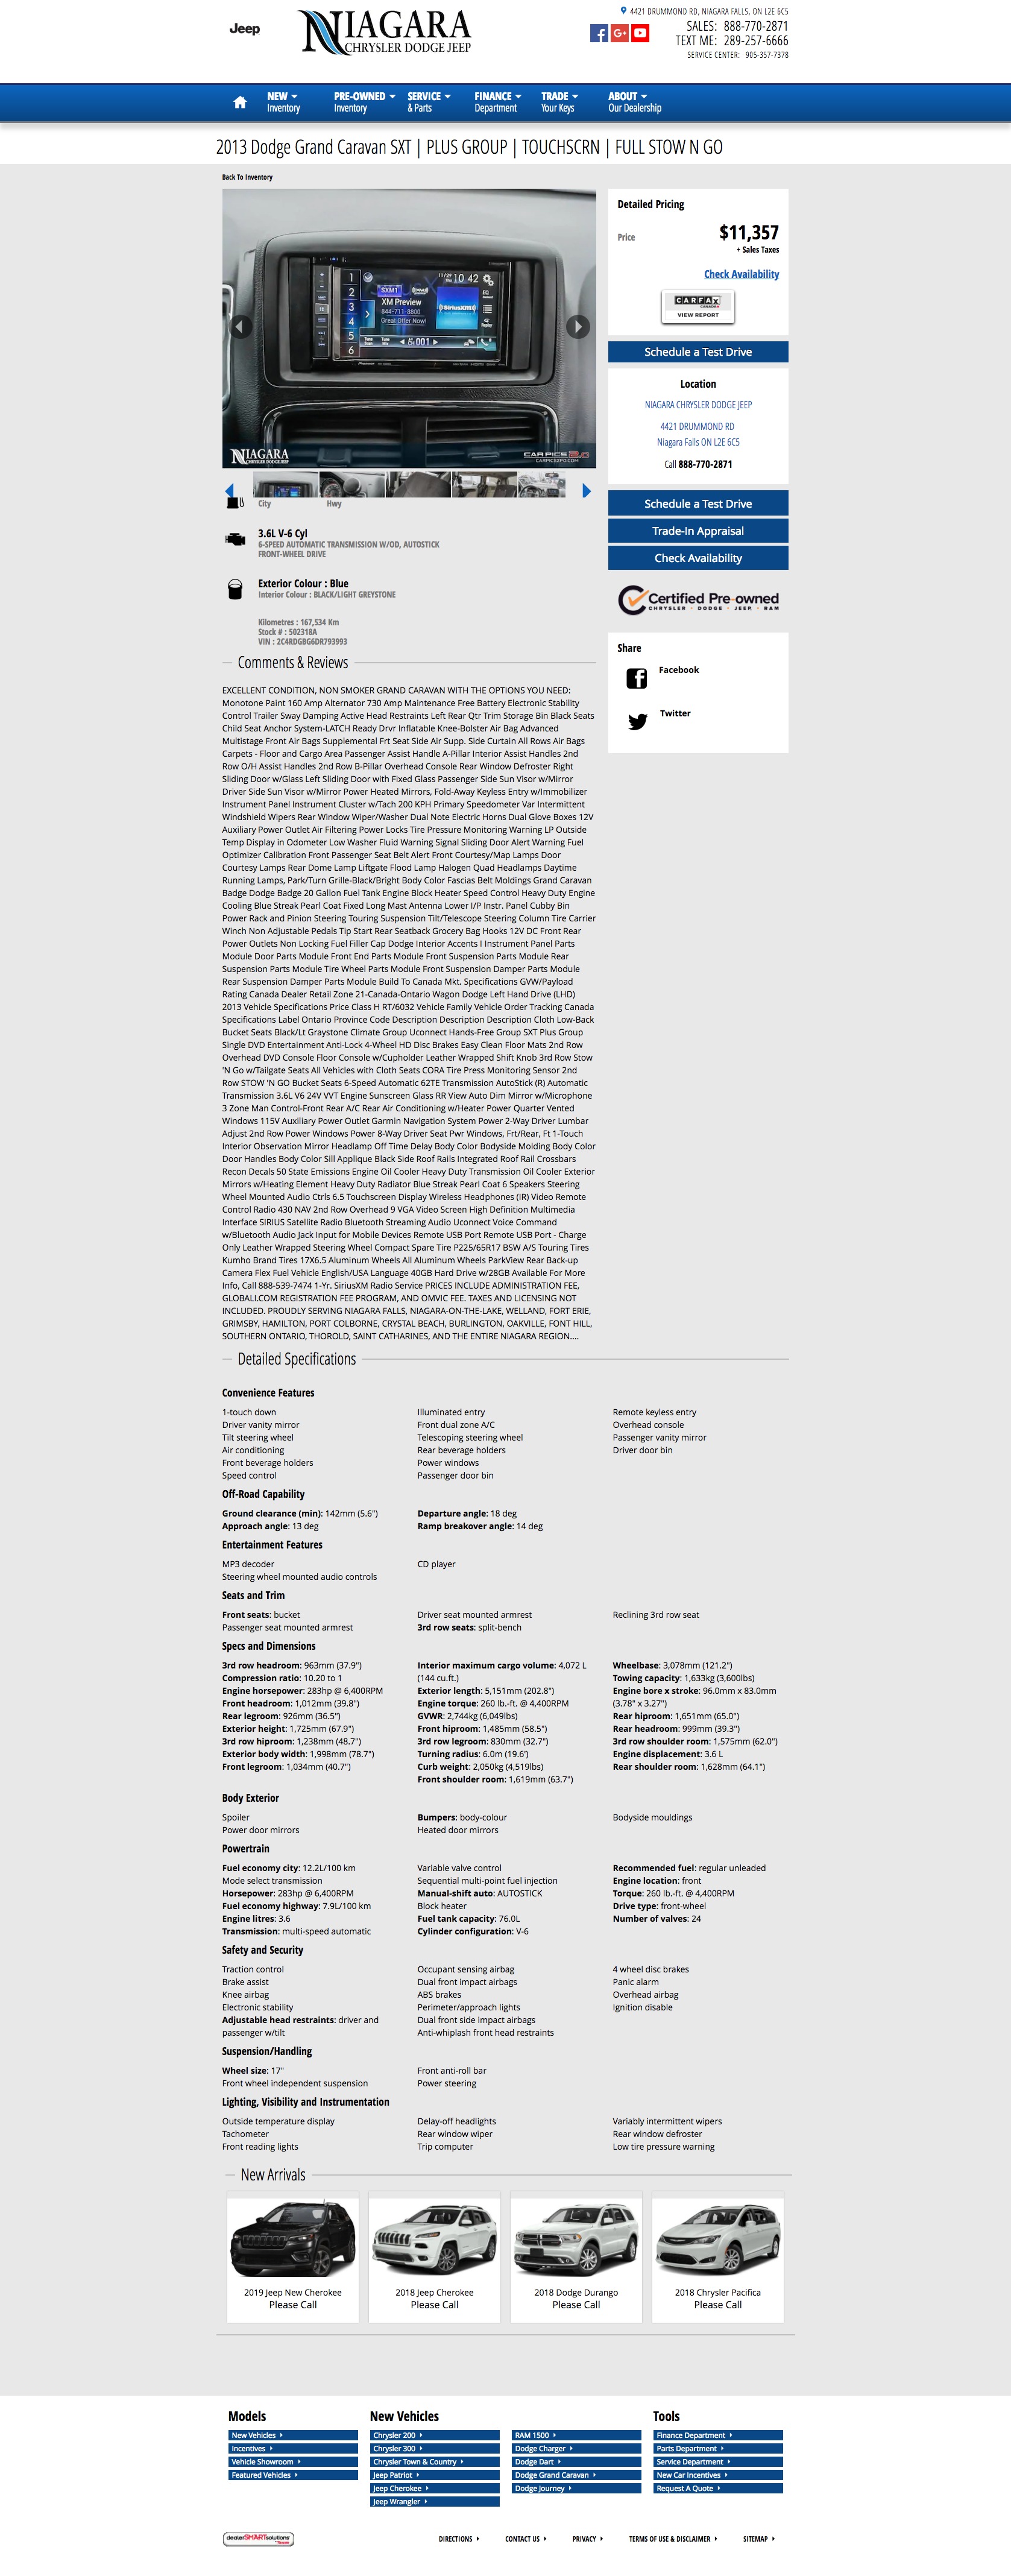 Jeep
NIAGARA
CHRYSLER DODGE JEEP
4421 DRUMMOND RD, NIAGARA FALLS, ON L2E 6C5
SALES: 888-770-2871
TEXT ME: 289-257-6666
SERVICE CENTER: 905-357-7378
NEW
Inventory
PRE-OWNED
Inventory
SERVICE
& Parts
FINANCE
Department
TRADE
Your Keys
ABOUT
Our Dealership
2013 Dodge Grand Caravan SXT | PLUS GROUP | TOUCHSCRN | FULL STOW N GO
Back To Inventory
10:42
1
2
3
4
5
6
SXM1
XM Preview
844-711-8800
Great Offer Now!
SiriusXM
001
NIAGARA
CHRYSLER DODGE JEEP
CARPICS2.0
CARPICS2PO.COM
City Hwy
3.6L V-6 Cyl
6-SPEED AUTOMATIC TRANSMISSION W/OD, AUTOSTICK
FRONT-WHEEL DRIVE
Exterior Colour : Blue
Interior Colour : BLACK/LIGHT GREYSTONE
Kilometres : 167,534 Km
Stock # : 502318A
VIN : 2C4RDGBG6DR793993
Detailed Pricing
Price $11,357
+ Sales Taxes
Check Availability
CARFAX
CANADA
VIEW REPORT
Schedule a Test Drive
Location
NIAGARA CHRYSLER DODGE JEEP
4421 DRUMMOND RD
Niagara Falls ON L2E 6C5
Call 888-770-2871
Schedule a Test Drive
Trade-In Appraisal
Check Availability
Certified Pre-owned
CHRYSLER • DODGE • JEEP • RAM
Share
Facebook
Twitter
Comments & Reviews
EXCELLENT CONDITION, NON SMOKER GRAND CARAVAN WITH THE OPTIONS YOU NEED:
Monotone Paint 160 Amp Alternator 730 Amp Maintenance Free Battery Electronic Stability
Control Trailer Sway Damping Active Head Restraints Left Rear Qtr Trim Storage Bin Black Seats
Child Seat Anchor System-LATCH Ready Drvr Inflatable Knee-Bolster Air Bag Advanced
Multistage Front Air Bags Supplemental Frt Seat Side Air Supp. Side Curtain All Rows Air Bags
Carpets - Floor and Cargo Area Passenger Assist Handle A-Pillar Interior Assist Handles 2nd
Row O/H Assist Handles 2nd Row B-Pillar Overhead Console Rear Window Defroster Right
Sliding Door w/Glass Left Sliding Door with Fixed Glass Passenger Side Sun Visor w/Mirror
Driver Side Sun Visor w/Mirror Power Heated Mirrors, Fold-Away Keyless Entry w/Immobilizer
Instrument Panel Instrument Cluster w/Tach 200 KPH Primary Speedometer Var Intermittent
Windshield Wipers Rear Window Wiper/Washer Dual Note Electric Horns Dual Glove Boxes 12V
Auxiliary Power Outlet Air Filtering Power Locks Tire Pressure Monitoring Warning LP Outside
Temp Display in Odometer Low Washer Fluid Warning Signal Sliding Door Alert Warning Fuel
Optimizer Calibration Front Passenger Seat Belt Alert Front Courtesy/Map Lamps Door
Courtesy Lamps Rear Dome Lamp Liftgate Flood Lamp Halogen Quad Headlamps Daytime
Running Lamps, Park/Turn Grille-Black/Bright Body Color Fascias Belt Moldings Grand Caravan
Badge Dodge Badge 20 Gallon Fuel Tank Engine Block Heater Speed Control Heavy Duty Engine
Cooling Blue Streak Pearl Coat Fixed Long Mast Antenna Lower I/P Instr. Panel Cubby Bin
Power Rack and Pinion Steering Touring Suspension Tilt/Telescope Steering Column Tire Carrier
Winch Non Adjustable Pedals Tip Start Rear Seatback Grocery Bag Hooks 12V DC Front Rear
Power Outlets Non Locking Fuel Filler Cap Dodge Interior Accents I Instrument Panel Parts
Module Door Parts Module Front End Parts Module Front Suspension Parts Module Rear
Suspension Parts Module Tire Wheel Parts Module Front Suspension Damper Parts Module
Rear Suspension Damper Parts Module Build To Canada Mkt. Specifications GVW/Payload
Rating Canada Dealer Retail Zone 21-Canada-Ontario Wagon Dodge Left Hand Drive (LHD)
2013 Vehicle Specifications Price Class H RT/6032 Vehicle Family Vehicle Order Tracking Canada
Specifications Label Ontario Province Code Description Description Description Cloth Low-Back
Bucket Seats Black/Lt Graystone Climate Group Uconnect Hands-Free Group SXT Plus Group
Single DVD Entertainment Anti-Lock 4-Wheel HD Disc Brakes Easy Clean Floor Mats 2nd Row
Overhead DVD Console Floor Console w/Cupholder Leather Wrapped Shift Knob 3rd Row Stow
'N Go w/Tailgate Seats All Vehicles with Cloth Seats CORA Tire Press Monitoring Sensor 2nd
Row STOW 'N GO Bucket Seats 6-Speed Automatic 62TE Transmission AutoStick (R) Automatic
Transmission 3.6L V6 24V VVT Engine Sunscreen Glass RR View Auto Dim Mirror w/Microphone
3 Zone Man Control-Front Rear A/C Rear Air Conditioning w/Heater Power Quarter Vented
Windows 115V Auxiliary Power Outlet Garmin Navigation System Power 2-Way Driver Lumbar
Adjust 2nd Row Power Windows Power 8-Way Driver Seat Pwr Windows, Frt/Rear, Ft 1-Touch
Interior Observation Mirror Headlamp Off Time Delay Body Color Bodyside Molding Body Color
Door Handles Body Color Sill Applique Black Side Roof Rails Integrated Roof Rail Crossbars
Recon Decals 50 State Emissions Engine Oil Cooler Heavy Duty Transmission Oil Cooler Exterior
Mirrors w/Heating Element Heavy Duty Radiator Blue Streak Pearl Coat 6 Speakers Steering
Wheel Mounted Audio Ctrls 6.5 Touchscreen Display Wireless Headphones (IR) Video Remote
Control Radio 430 NAV 2nd Row Overhead 9 VGA Video Screen High Definition Multimedia
Interface SIRIUS Satellite Radio Bluetooth Streaming Audio Uconnect Voice Command
w/Bluetooth Audio Jack Input for Mobile Devices Remote USB Port Remote USB Port - Charge
Only Leather Wrapped Steering Wheel Compact Spare Tire P225/65R17 BSW A/S Touring Tires
Kumho Brand Tires 17X6.5 Aluminum Wheels All Aluminum Wheels ParkView Rear Back-up
Camera Flex Fuel Vehicle English/USA Language 40GB Hard Drive w/28GB Available For More
Info, Call 888-539-7474 1-Yr. SiriusXM Radio Service PRICES INCLUDE ADMINISTRATION FEE,
GLOBALI.COM REGISTRATION FEE PROGRAM, AND OMVIC FEE. TAXES AND LICENSING NOT
INCLUDED. PROUDLY SERVING NIAGARA FALLS, NIAGARA-ON-THE-LAKE, WELLAND, FORT ERIE,
GRIMSBY, HAMILTON, PORT COLBORNE, CRYSTAL BEACH, BURLINGTON, OAKVILLE, FONT HILL,
SOUTHERN ONTARIO, THOROLD, SAINT CATHARINES, AND THE ENTIRE NIAGARA REGION....
Detailed Specifications
Convenience Features
1-touch down Illuminated entry Remote keyless entry
Driver vanity mirror Front dual zone A/C Overhead console
Tilt steering wheel Telescoping steering wheel Passenger vanity mirror
Air conditioning Rear beverage holders Driver door bin
Front beverage holders Power windows
Speed control Passenger door bin
Off-Road Capability
Ground clearance (min): 142mm (5.6") Departure angle: 18 deg
Approach angle: 13 deg Ramp breakover angle: 14 deg
Entertainment Features
MP3 decoder CD player
Steering wheel mounted audio controls
Seats and Trim
Front seats: bucket Driver seat mounted armrest Reclining 3rd row seat
Passenger seat mounted armrest 3rd row seats: split-bench
Specs and Dimensions
3rd row headroom: 963mm (37.9") Interior maximum cargo volume: 4,072 L Wheelbase: 3,078mm (121.2")
Compression ratio: 10.20 to 1 (144 cu.ft.) Towing capacity: 1,633kg (3,600lbs)
Engine horsepower: 283hp @ 6,400RPM Exterior length: 5,151mm (202.8") Engine bore x stroke: 96.0mm x 83.0mm
Front headroom: 1,012mm (39.8") Engine torque: 260 lb.-ft. @ 4,400RPM (3.78" x 3.27")
Rear legroom: 926mm (36.5") GVWR: 2,744kg (6,049lbs) Rear hiproom: 1,651mm (65.0")
Exterior height: 1,725mm (67.9") Front hiproom: 1,485mm (58.5") Rear headroom: 999mm (39.3")
3rd row hiproom: 1,238mm (48.7") 3rd row legroom: 830mm (32.7") 3rd row shoulder room: 1,575mm (62.0")
Exterior body width: 1,998mm (78.7") Turning radius: 6.0m (19.6') Engine displacement: 3.6 L
Front legroom: 1,034mm (40.7") Curb weight: 2,050kg (4,519lbs) Rear shoulder room: 1,628mm (64.1")
Front shoulder room: 1,619mm (63.7")
Body Exterior
Spoiler Bumpers: body-colour Bodyside mouldings
Power door mirrors Heated door mirrors
Powertrain
Fuel economy city: 12.2L/100 km Variable valve control Recommended fuel: regular unleaded
Mode select transmission Sequential multi-point fuel injection Engine location: front
Horsepower: 283hp @ 6,400RPM Manual-shift auto: AUTOSTICK Torque: 260 lb.-ft. @ 4,400RPM
Fuel economy highway: 7.9L/100 km Block heater Drive type: front-wheel
Engine litres: 3.6 Fuel tank capacity: 76.0L Number of valves: 24
Transmission: multi-speed automatic Cylinder configuration: V-6
Safety and Security
Traction control Occupant sensing airbag 4 wheel disc brakes
Brake assist Dual front impact airbags Panic alarm
Knee airbag ABS brakes Overhead airbag
Electronic stability Perimeter/approach lights Ignition disable
Adjustable head restraints: driver and Dual front side impact airbags
passenger w/tilt Anti-whiplash front head restraints
Suspension/Handling
Wheel size: 17" Front anti-roll bar
Front wheel independent suspension Power steering
Lighting, Visibility and Instrumentation
Outside temperature display Delay-off headlights Variably intermittent wipers
Tachometer Rear window wiper Rear window defroster
Front reading lights Trip computer Low tire pressure warning
New Arrivals
2019 Jeep New Cherokee 2018 Jeep Cherokee 2018 Dodge Durango 2018 Chrysler Pacifica
Please Call Please Call Please Call Please Call
Models New Vehicles Tools
New Vehicles Chrysler 200 RAM 1500 Finance Department
Incentives Chrysler 300 Dodge Charger Parts Department
Vehicle Showroom Chrysler Town & Country Dodge Dart Service Department
Featured Vehicles Jeep Patriot Dodge Grand Caravan New Car Incentives
Jeep Cherokee Dodge Journey Request A Quote
Jeep Wrangler
dealerSMARTsolutions
DIRECTIONS CONTACT US PRIVACY TERMS OF USE & DISCLAIMER SITEMAP